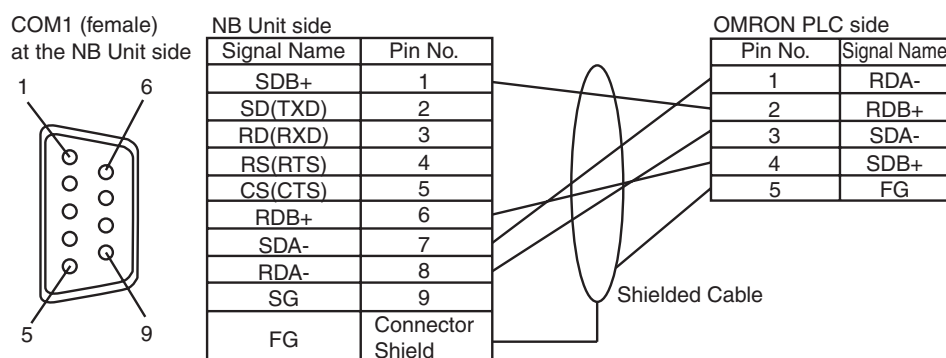 COM1 (female)
at the NB Unit side
1
6
5
9
NB Unit side
Signal Name Pin No.
SDB+ 1
SD(TXD) 2
RD(RXD) 3
RS(RTS) 4
CS(CTS) 5
RDB+ 6
SDA- 7
RDA- 8
SG 9
FG Connector
Shield
Shielded Cable
OMRON PLC side
Pin No. Signal Name
1 RDA-
2 RDB+
3 SDA-
4 SDB+
5 FG